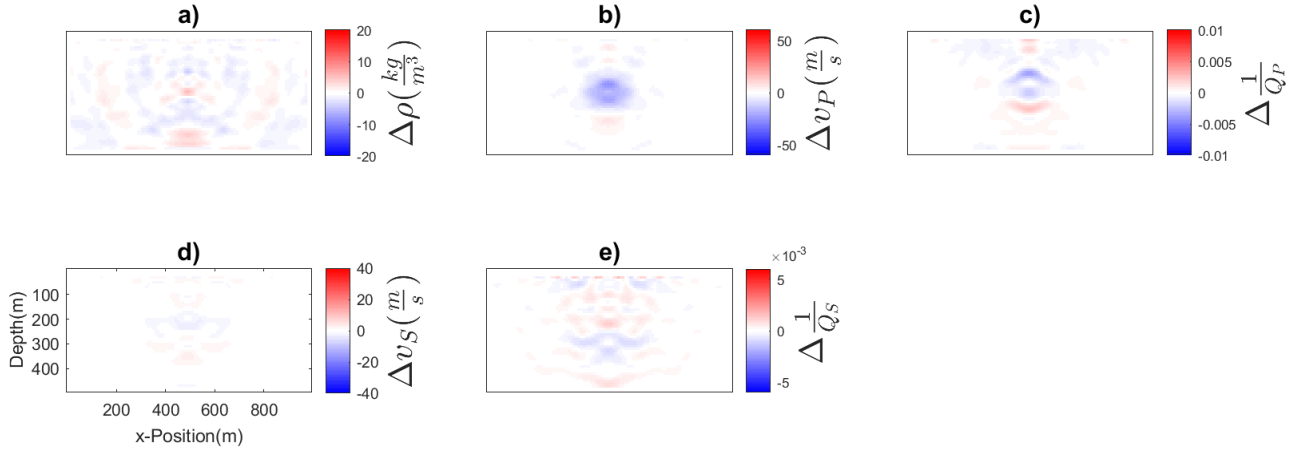 a)
20
10
0
-10
-20
Δρ(kg/m³)
b)
50
0
-50
Δv_P(m/s)
c)
0.01
0.005
0
-0.005
-0.01
Δ 1/Q_P
d)
100
200
300
400
Depth(m)
200 400 600 800
x-Position(m)
40
20
0
-20
-40
Δv_S(m/s)
e)
×10⁻³
5
0
-5
Δ 1/Q_S